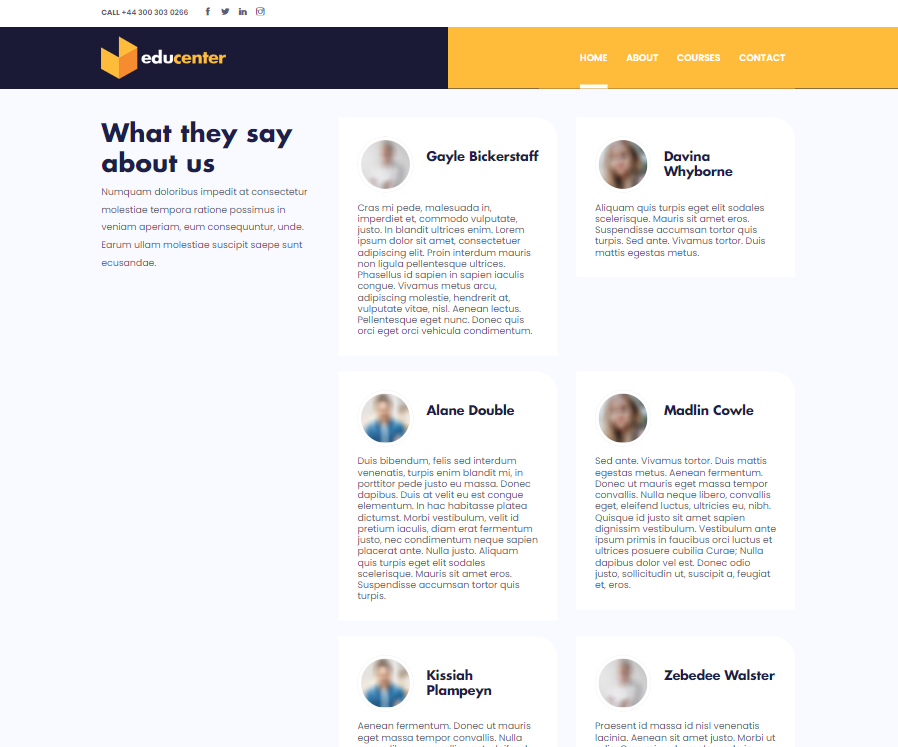 CALL +44 300 303 0266
educenter
HOME ABOUT COURSES CONTACT
What they say
about us
Numquam doloribus impedit at consectetur
molestiae tempora ratione possimus in
veniam aperiam, eum consequuntur, unde.
Earum ullam molestiae suscipit saepe sunt
ecusandae.
Gayle Bickerstaff
Cras mi pede, malesuada in,
imperdiet et, commodo vulputate,
justo. In blandit ultrices enim. Lorem
ipsum dolor sit amet, consectetuer
adipiscing elit. Proin interdum mauris
non ligula pellentesque ultrices.
Phasellus id sapien in sapien iaculis
congue. Vivamus metus arcu,
adipiscing molestie, hendrerit at,
vulputate vitae, nisl. Aenean lectus.
Pellentesque eget nunc. Donec quis
orci eget orci vehicula condimentum.
Davina
Whyborne
Aliquam quis turpis eget elit sodales
scelerisque. Mauris sit amet eros.
Suspendisse accumsan tortor quis
turpis. Sed ante. Vivamus tortor. Duis
mattis egestas metus.
Alane Double
Duis bibendum, felis sed interdum
venenatis, turpis enim blandit mi, in
porttitor pede justo eu massa. Donec
dapibus. Duis at velit eu est congue
elementum. In hac habitasse platea
dictumst. Morbi vestibulum, velit id
pretium iaculis, diam erat fermentum
justo, nec condimentum neque sapien
placerat ante. Nulla justo. Aliquam
quis turpis eget elit sodales
scelerisque. Mauris sit amet eros.
Suspendisse accumsan tortor quis
turpis.
Madlin Cowle
Sed ante. Vivamus tortor. Duis mattis
egestas metus. Aenean fermentum.
Donec ut mauris eget massa tempor
convallis. Nulla neque libero, convallis
eget, eleifend luctus, ultricies eu, nibh.
Quisque id justo sit amet sapien
dignissim vestibulum. Vestibulum ante
ipsum primis in faucibus orci luctus et
ultrices posuere cubilia Curae; Nulla
dapibus dolor vel est. Donec odio
justo, sollicitudin ut, suscipit a, feugiat
et, eros.
Kissiah
Plampeyn
Aenean fermentum. Donec ut mauris
eget massa tempor convallis. Nulla
Zebedee Walster
Praesent id massa id nisl venenatis
lacinia. Aenean sit amet justo. Morbi ut